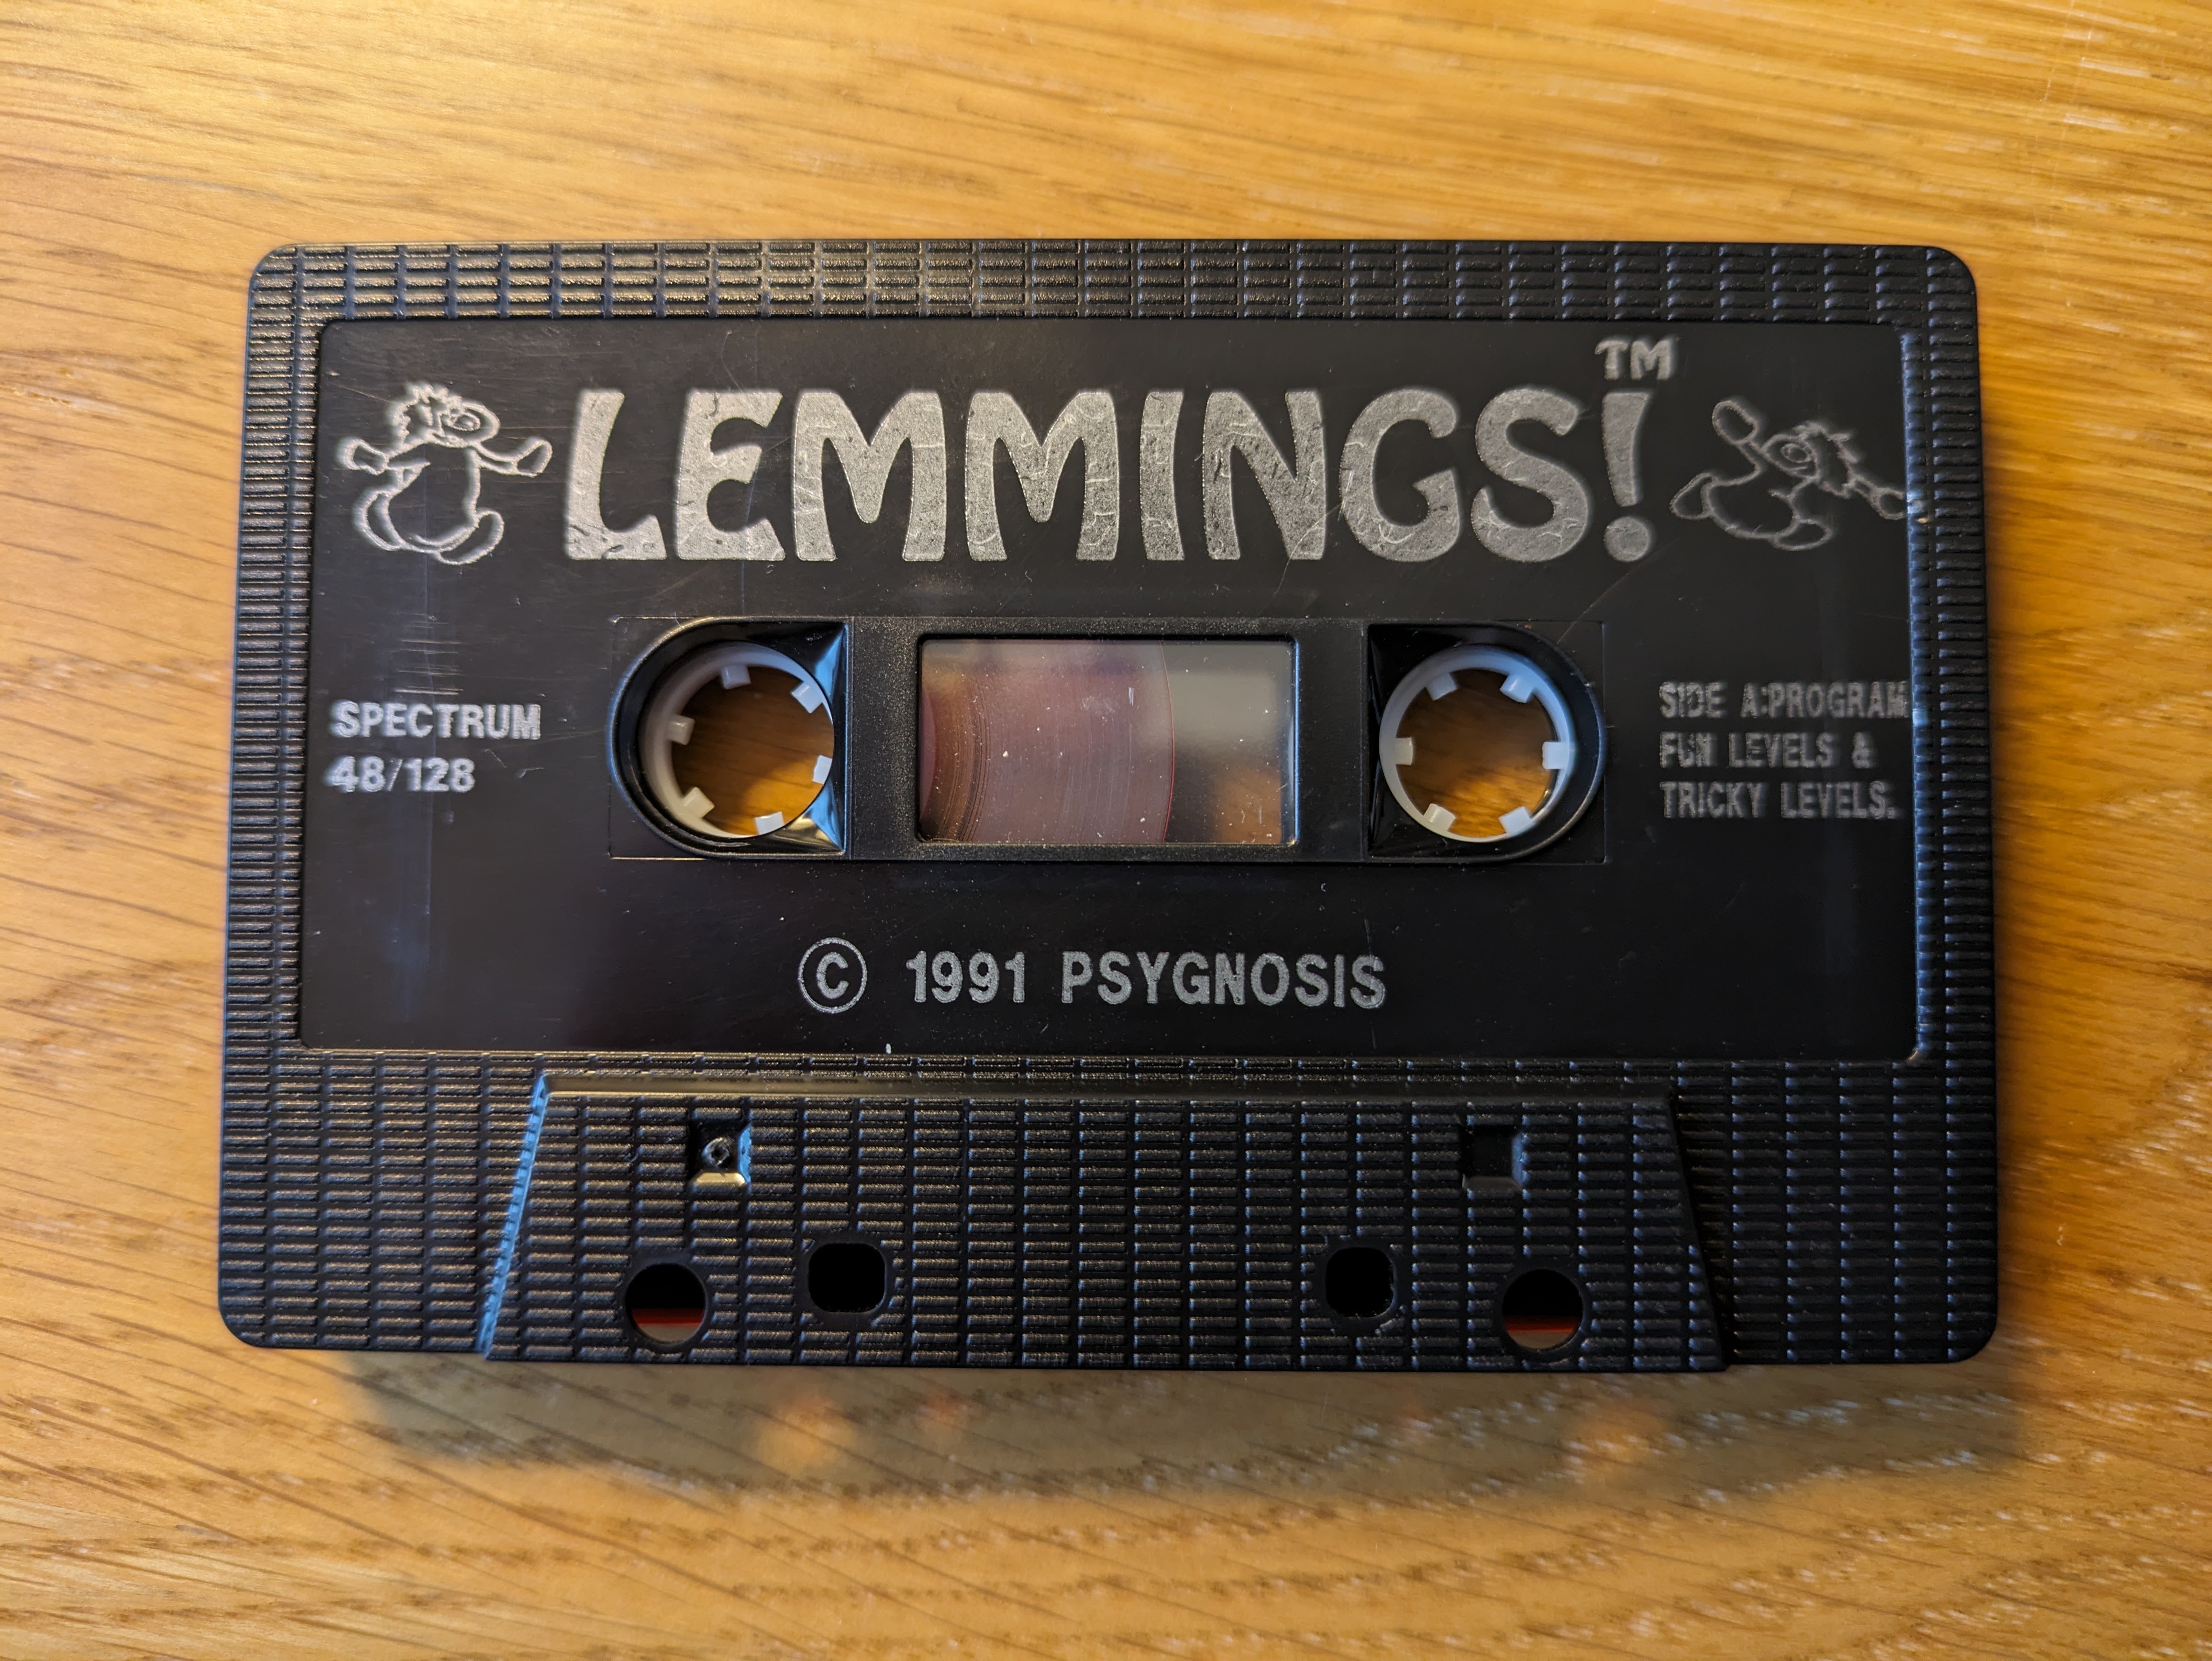 LEMMINGS!™
SPECTRUM
48/128
SIDE A:PROGRAM
FUN LEVELS &
TRICKY LEVELS.
© 1991 PSYGNOSIS